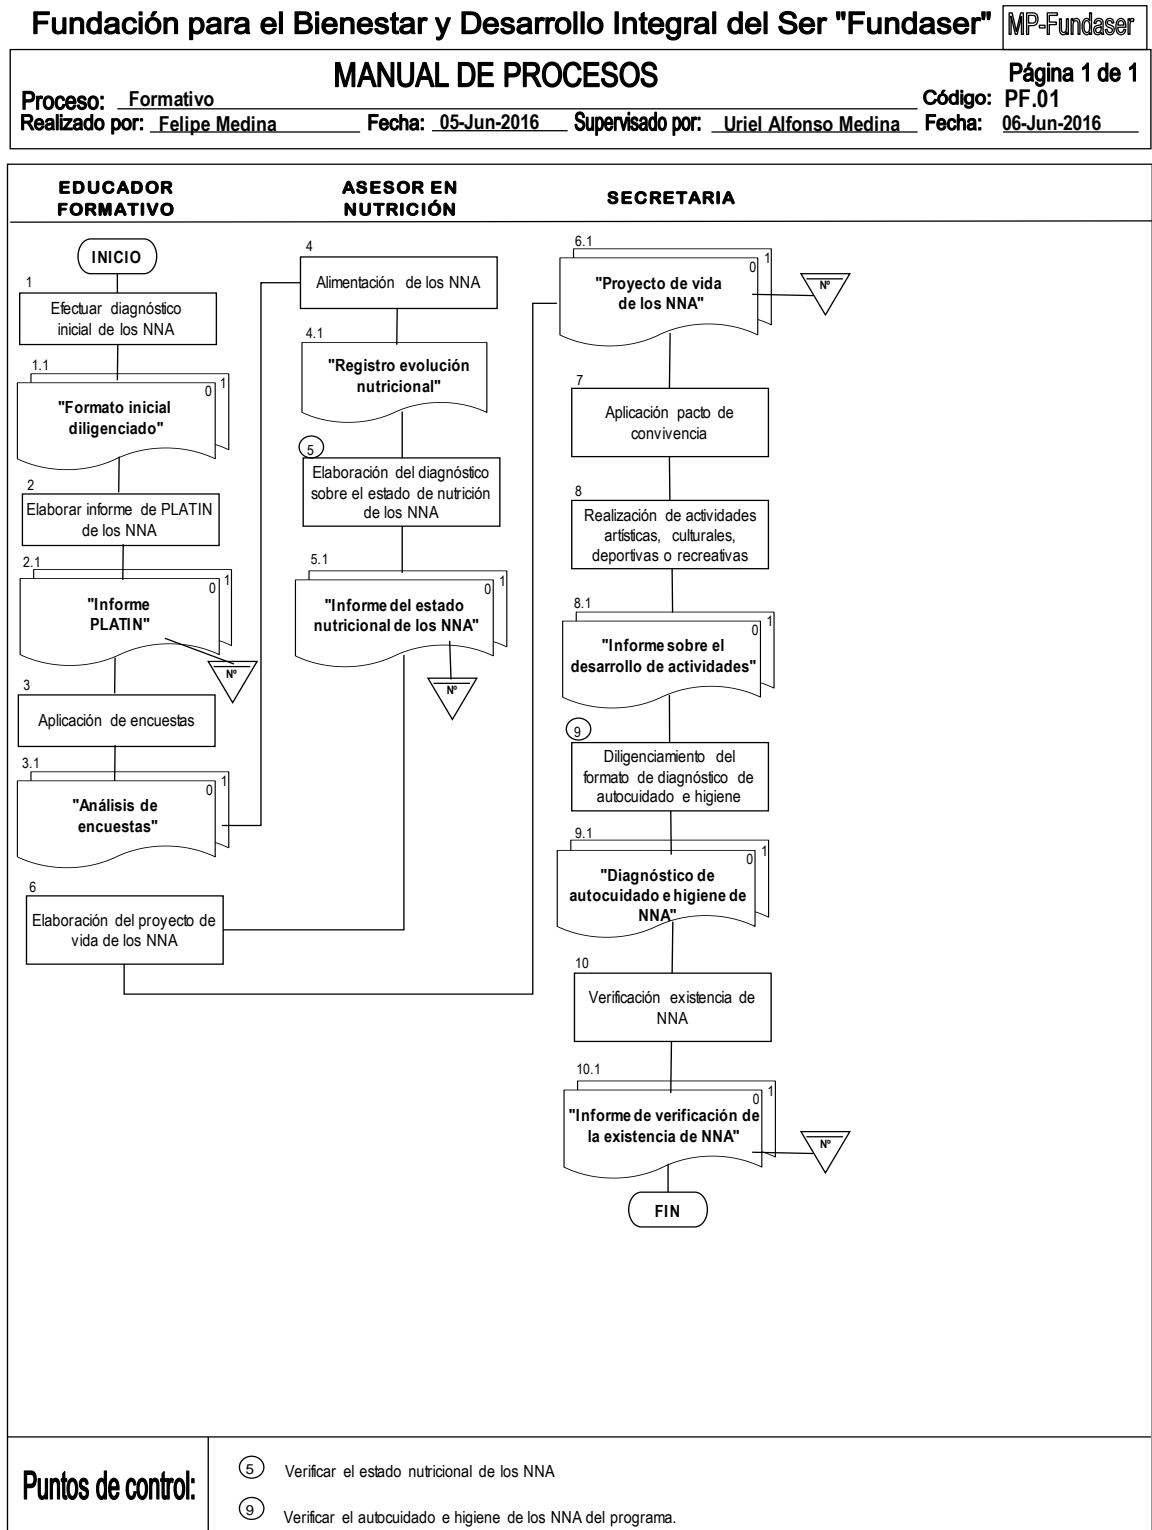 Fundación para el Bienestar y Desarrollo Integral del Ser "Fundaser"
MP-Fundaser
MANUAL DE PROCESOS
Página 1 de 1
Proceso: Formativo
Código: PF.01
Realizado por: Felipe Medina Fecha: 05-Jun-2016 Supervisado por: Uriel Alfonso Medina Fecha: 06-Jun-2016
EDUCADOR
FORMATIVO
INICIO
1
Efectuar diagnóstico
inicial de los NNA
1.1
0
1
"Formato inicial
diligenciado"
2
Elaborar informe de PLATIN
de los NNA
2.1
0
1
"Informe
PLATIN"
Nº
3
Aplicación de encuestas
3.1
0
1
"Análisis de
encuestas"
6
Elaboración del proyecto de
vida de los NNA
ASESOR EN
NUTRICIÓN
4
Alimentación de los NNA
4.1
"Registro evolución
nutricional"
5
Elaboración del diagnóstico
sobre el estado de nutrición
de los NNA
5.1
0
1
"Informe del estado
nutricional de los NNA"
Nº
SECRETARIA
6.1
0
1
"Proyecto de vida
de los NNA"
Nº
7
Aplicación pacto de
convivencia
8
Realización de actividades
artísticas, culturales,
deportivas o recreativas
8.1
0
1
"Informe sobre el
desarrollo de actividades"
9
Diligenciamiento del
formato de diagnóstico de
autocuidado e higiene
9.1
0
1
"Diagnóstico de
autocuidado e higiene de
NNA"
10
Verificación existencia de
NNA
10.1
0
1
"Informe de verificación de
la existencia de NNA"
Nº
FIN
Puntos de control:
5 Verificar el estado nutricional de los NNA
9 Verificar el autocuidado e higiene de los NNA del programa.